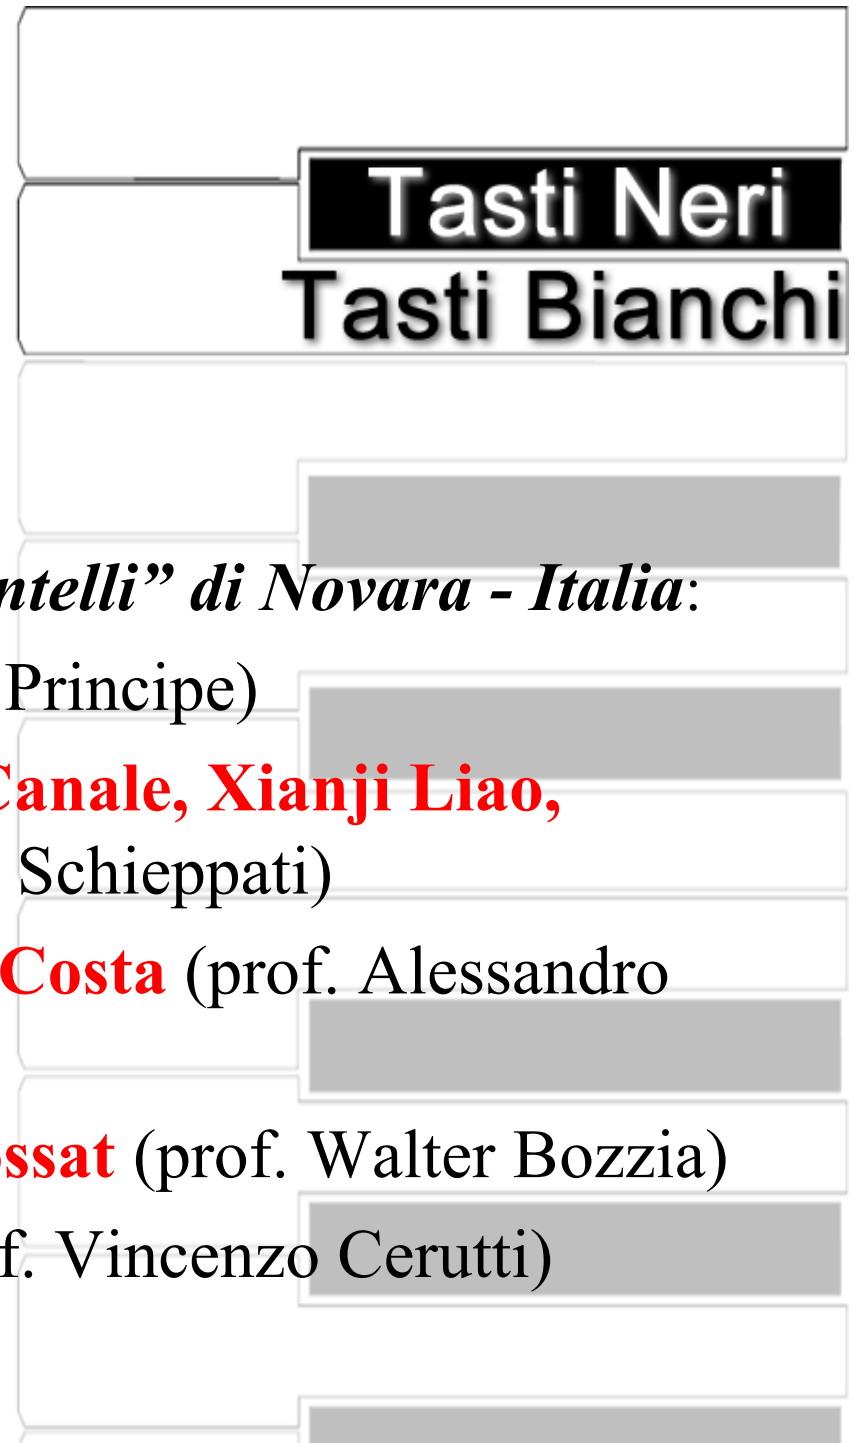 Tasti Neri
Tasti Bianchi
ntelli” di Novara - Italia:
Principe)
Canale, Xianji Liao,
Schieppati)
Costa (prof. Alessandro
ssat (prof. Walter Bozzia)
f. Vincenzo Cerutti)